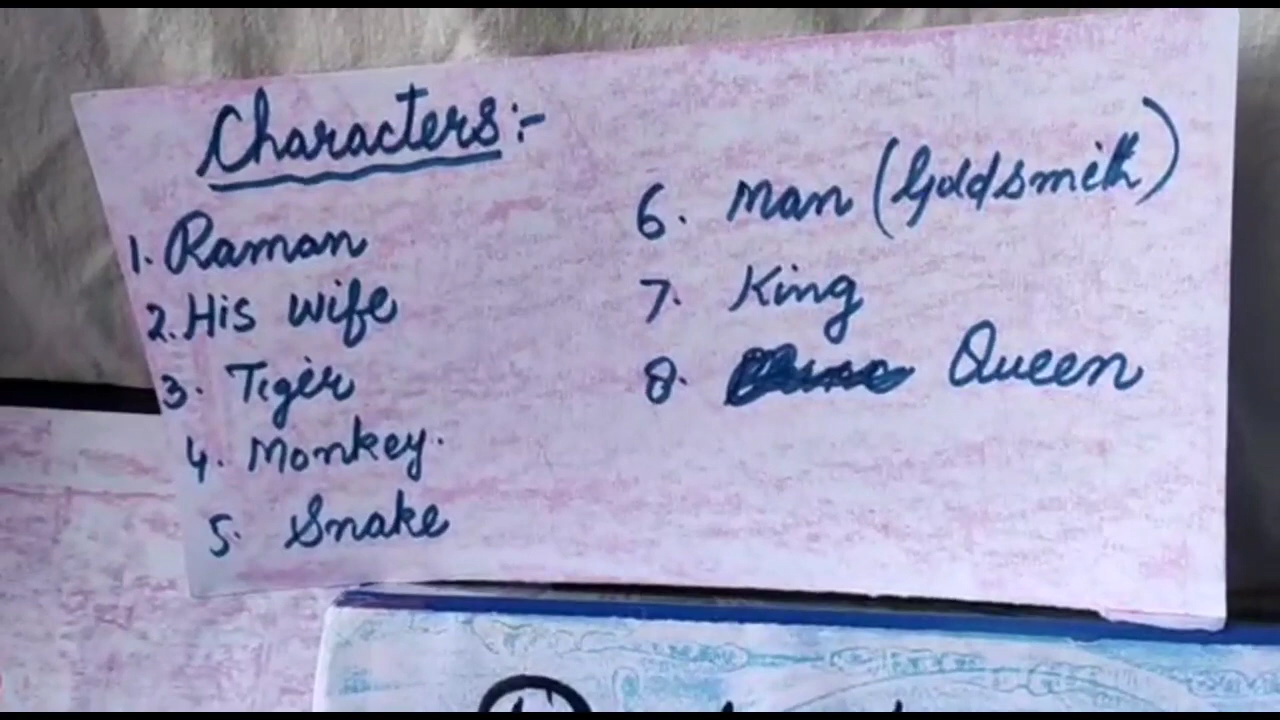 Characters:-
1. Raman
2. His wife
3. Tiger
4. Monkey.
5. Snake
6. Man (Goldsmith)
7. King
8. Queen